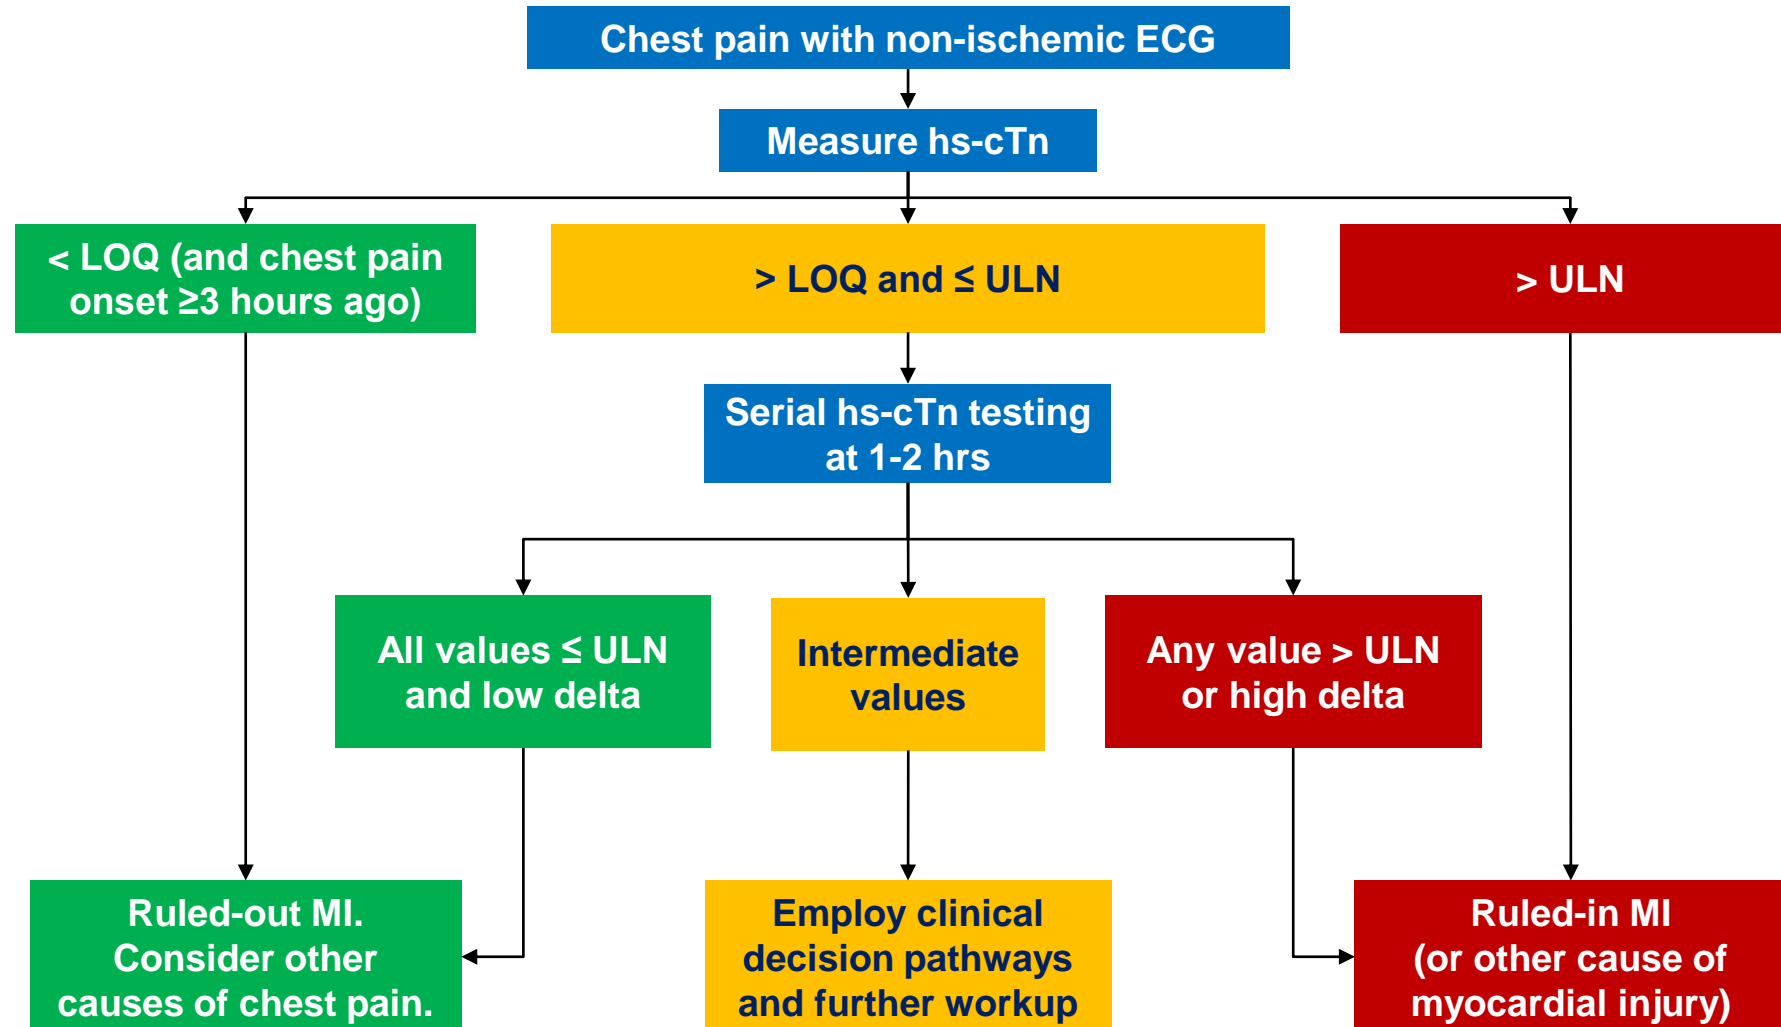 Chest pain with non-ischemic ECG
Measure hs-cTn
< LOQ (and chest pain
onset ≥3 hours ago)
> LOQ and ≤ ULN
> ULN
Serial hs-cTn testing
at 1-2 hrs
All values ≤ ULN
and low delta
Intermediate
values
Any value > ULN
or high delta
Ruled-out MI.
Consider other
causes of chest pain.
Employ clinical
decision pathways
and further workup
Ruled-in MI
(or other cause of
myocardial injury)